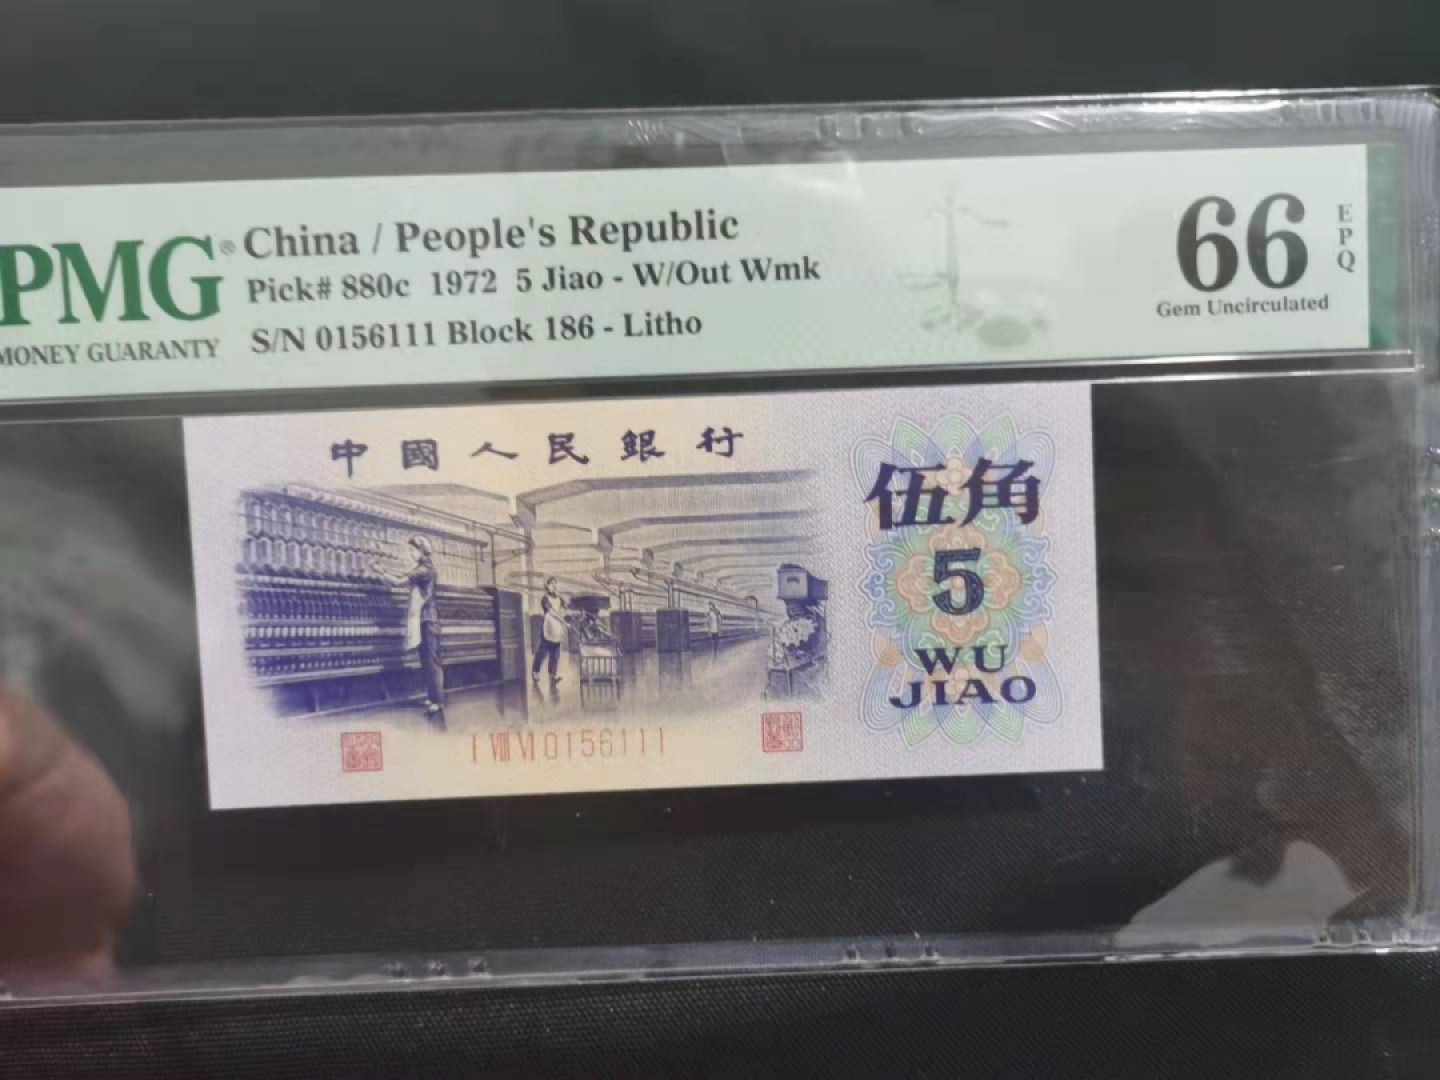 PMG®
MONEY GUARANTY
China / People's Republic
Pick# 880c 1972 5 Jiao - W/Out Wmk
S/N 0156111 Block 186 - Litho
66
EPQ
Gem Uncirculated
中國人民銀行
伍角
5
WU
JIAO
I VIII VI 0156111